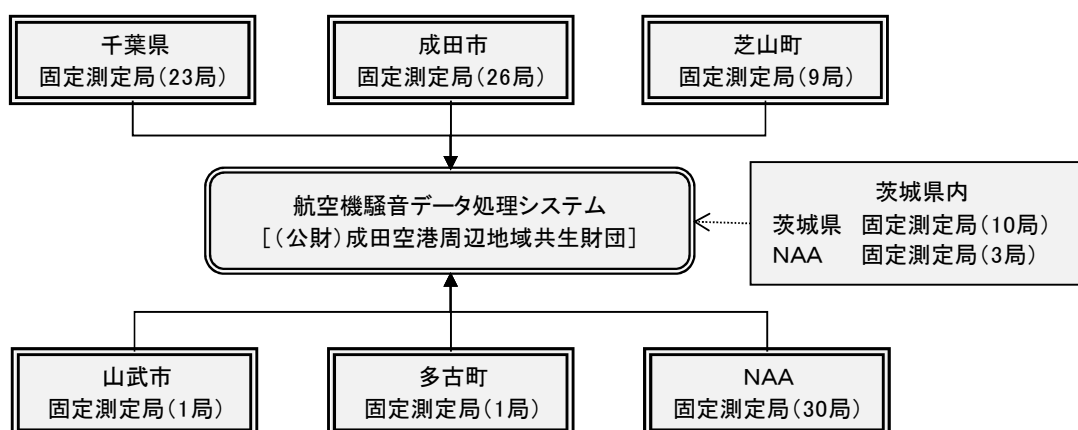 千葉県
固定測定局(23局)
成田市
固定測定局(26局)
芝山町
固定測定局(9局)
航空機騒音データ処理システム
[(公財)成田空港周辺地域共生財団]
茨城県内
茨城県 固定測定局(10局)
NAA 固定測定局(3局)
山武市
固定測定局(1局)
多古町
固定測定局(1局)
NAA
固定測定局(30局)